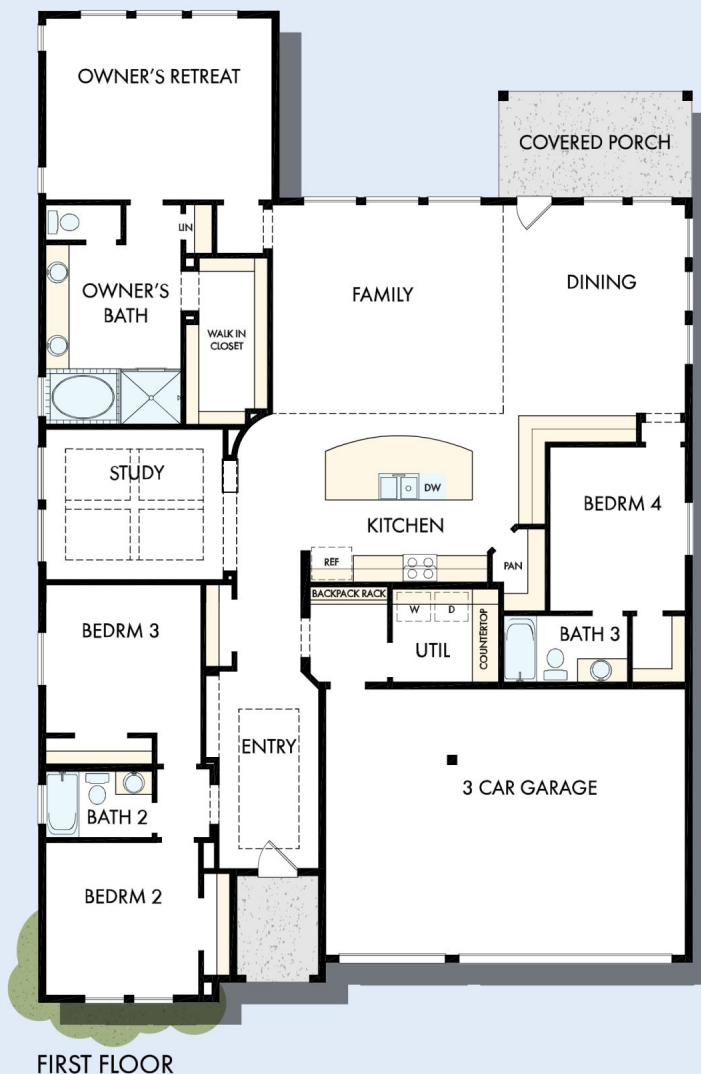 OWNER'S RETREAT
COVERED PORCH
LIN
OWNER'S
BATH
FAMILY
DINING
WALK IN
CLOSET
STUDY
DW
BEDRM 4
KITCHEN
REF
PAN
BACKPACK RACK
W
D
COUNTERTOP
UTIL
BATH 3
BEDRM 3
ENTRY
3 CAR GARAGE
BATH 2
BEDRM 2
FIRST FLOOR